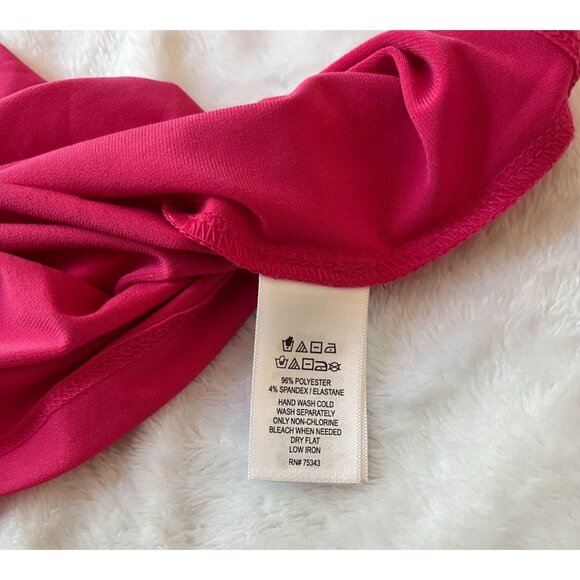 96% POLYESTER
4% SPANDEX / ELASTANE
HAND WASH COLD
WASH SEPARATELY
ONLY NON-CHLORINE
BLEACH WHEN NEEDED
DRY FLAT
LOW IRON
RN# 75343